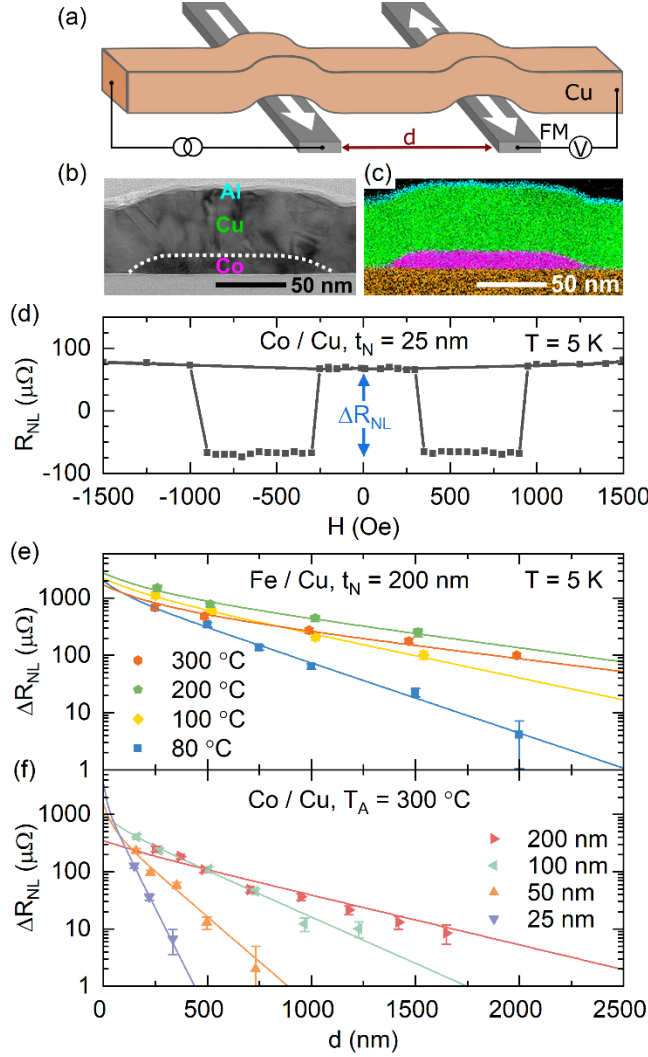 (a)
Cu
d
FM
V
(b)
Al
Cu
Co
50 nm
(c)
50 nm
(d)
Co / Cu, t_N = 25 nm
T = 5 K
100
50
0
-50
-100
R_NL (μΩ)
ΔR_NL
-1500 -1000 -500 0 500 1000 1500
H (Oe)
(e)
Fe / Cu, t_N = 200 nm
T = 5 K
1000
100
10
1
ΔR_NL (μΩ)
300 °C
200 °C
100 °C
80 °C
(f)
Co / Cu, T_A = 300 °C
1000
100
10
1
ΔR_NL (μΩ)
200 nm
100 nm
50 nm
25 nm
0 500 1000 1500 2000 2500
d (nm)